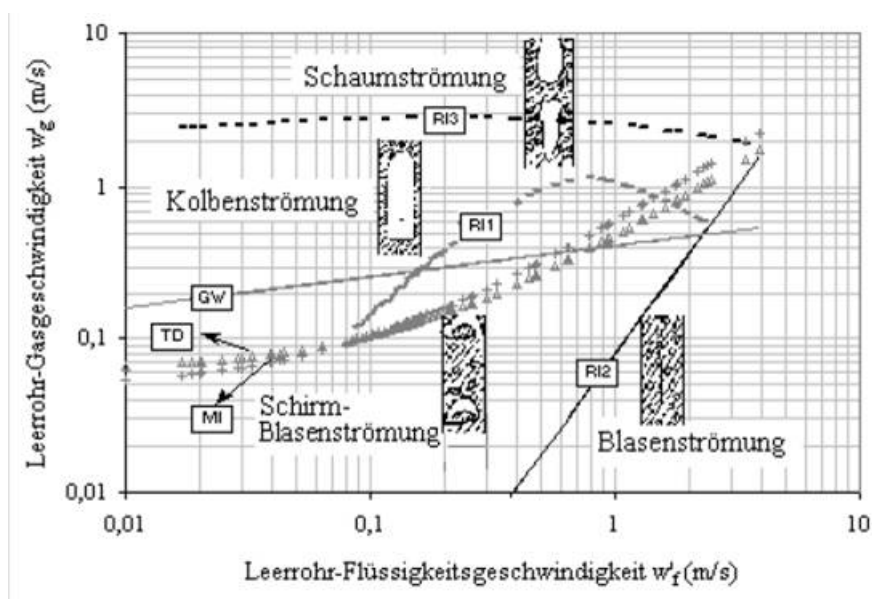 Leerrohr-Gasgeschwindigkeit w'g (m/s)
10
1
0,1
0,01
Schaumströmung
RI3
Kolbenströmung
RI1
GW
TD
MI
Schirm-
Blasenströmung
RI2
Blasenströmung
0,01
0,1
1
10
Leerrohr-Flüssigkeitsgeschwindigkeit w'f (m/s)